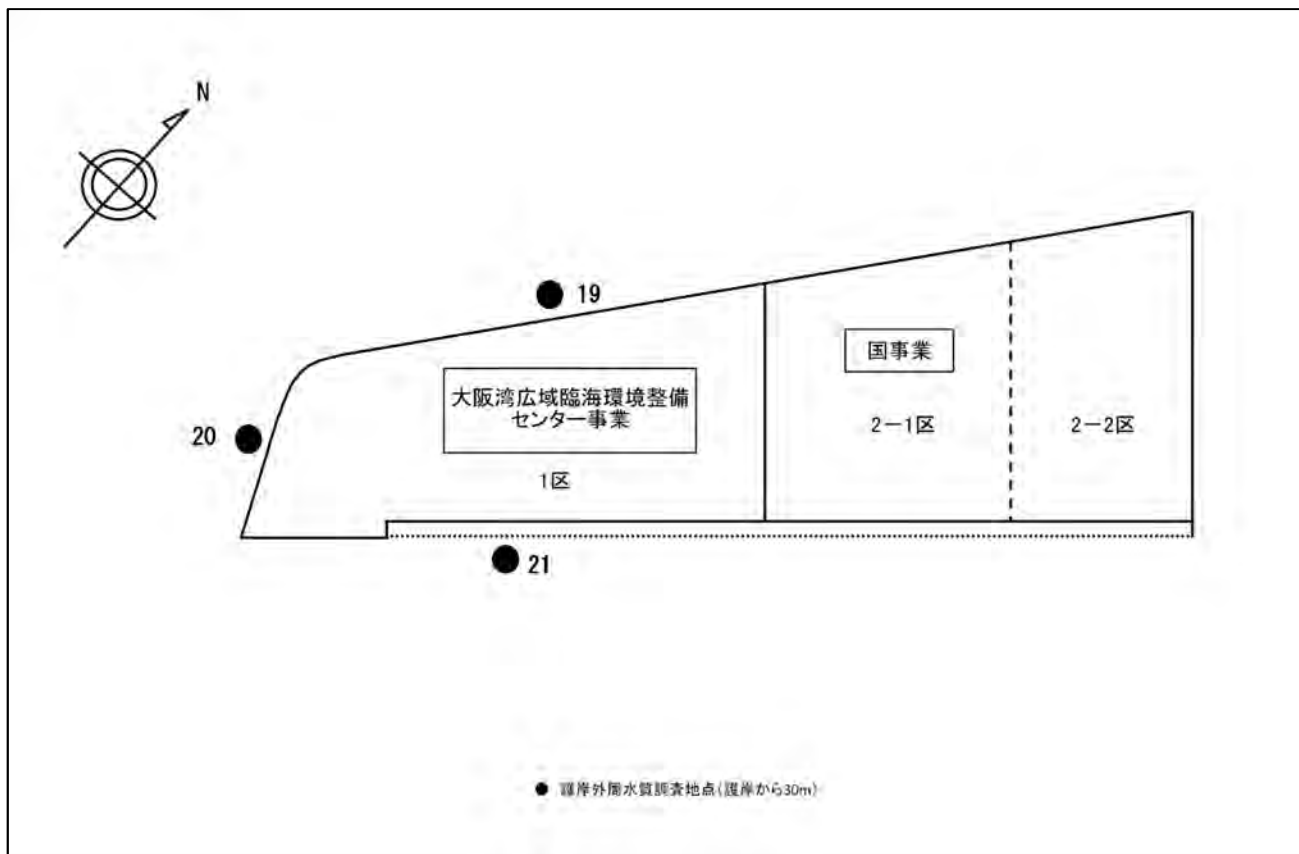 N
19
国事業
大阪湾広域臨海環境整備
センター事業
2-1区
2-2区
20
1区
21
● 護岸外周水質調査地点(護岸から30m)